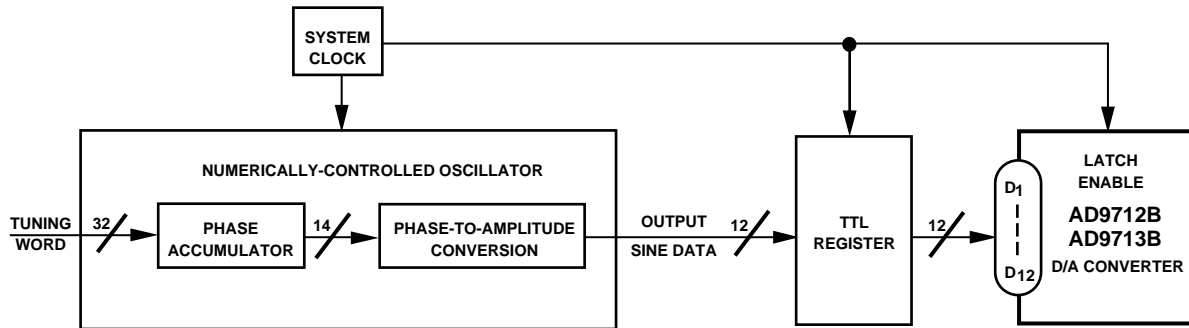 SYSTEM
CLOCK
NUMERICALLY-CONTROLLED OSCILLATOR
TUNING
WORD
32
PHASE
ACCUMULATOR
14
PHASE-TO-AMPLITUDE
CONVERSION
OUTPUT
SINE DATA
12
TTL
REGISTER
12
D1
D12
LATCH
ENABLE
AD9712B
AD9713B
D/A CONVERTER